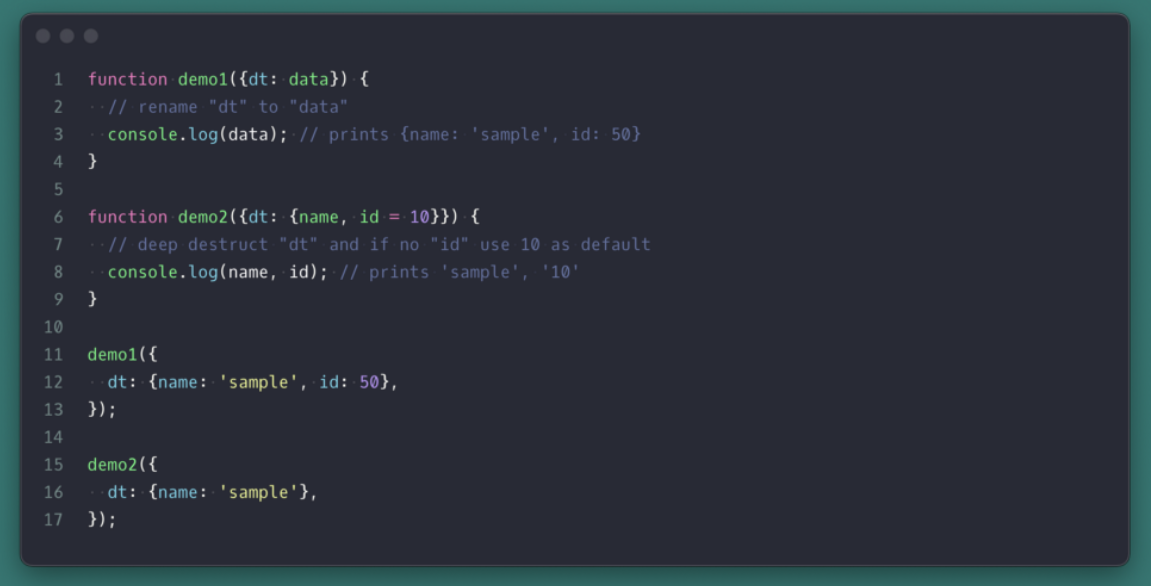 1 function demo1({dt: data}) {
2   // rename "dt" to "data"
3   console.log(data); // prints {name: 'sample', id: 50}
4 }
5
6 function demo2({dt: {name, id = 10}}) {
7   // deep destruct "dt" and if no "id" use 10 as default
8   console.log(name, id); // prints 'sample', '10'
9 }
10
11 demo1({
12   dt: {name: 'sample', id: 50},
13 });
14
15 demo2({
16   dt: {name: 'sample'},
17 });